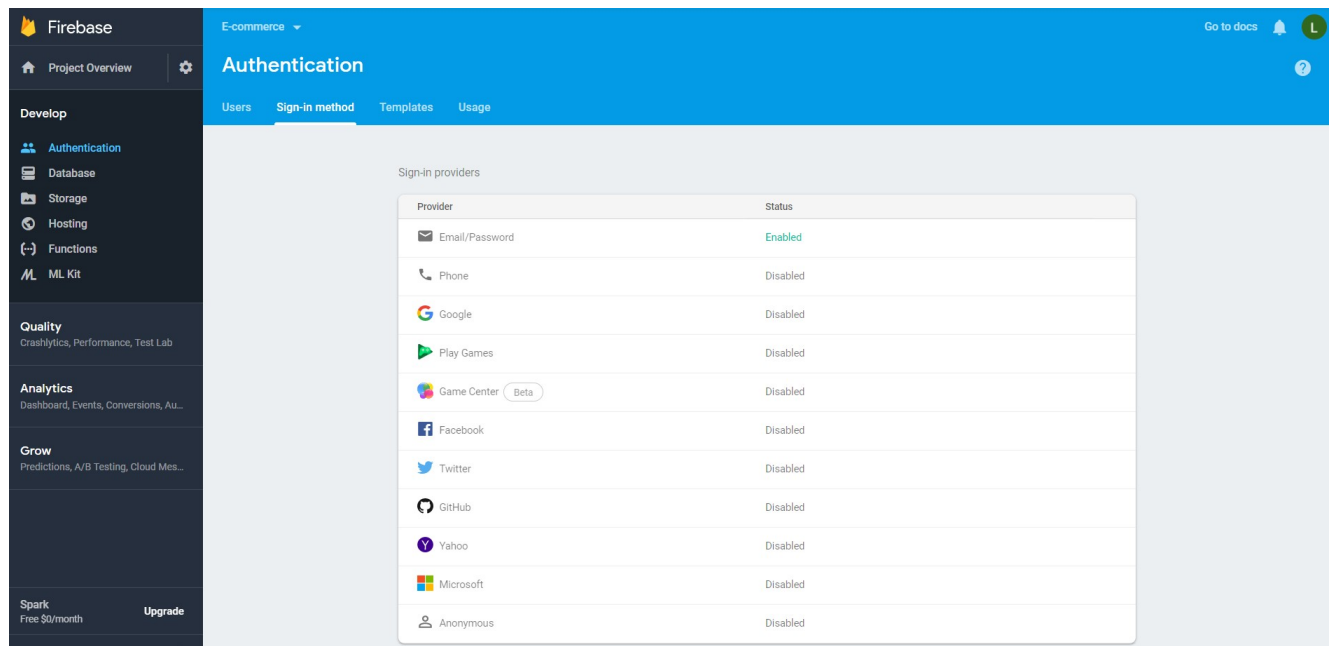 Firebase
E-commerce
Go to docs
L
Project Overview
Authentication
?
Users Sign-in method Templates Usage
Develop
Authentication
Database
Storage
Hosting
Functions
ML Kit
Quality
Crashlytics, Performance, Test Lab
Analytics
Dashboard, Events, Conversions, Au...
Grow
Predictions, A/B Testing, Cloud Mes...
Spark
Free $0/month
Upgrade
Sign-in providers
Provider Status
Email/Password Enabled
Phone Disabled
Google Disabled
Play Games Disabled
Game Center Beta Disabled
Facebook Disabled
Twitter Disabled
GitHub Disabled
Yahoo Disabled
Microsoft Disabled
Anonymous Disabled